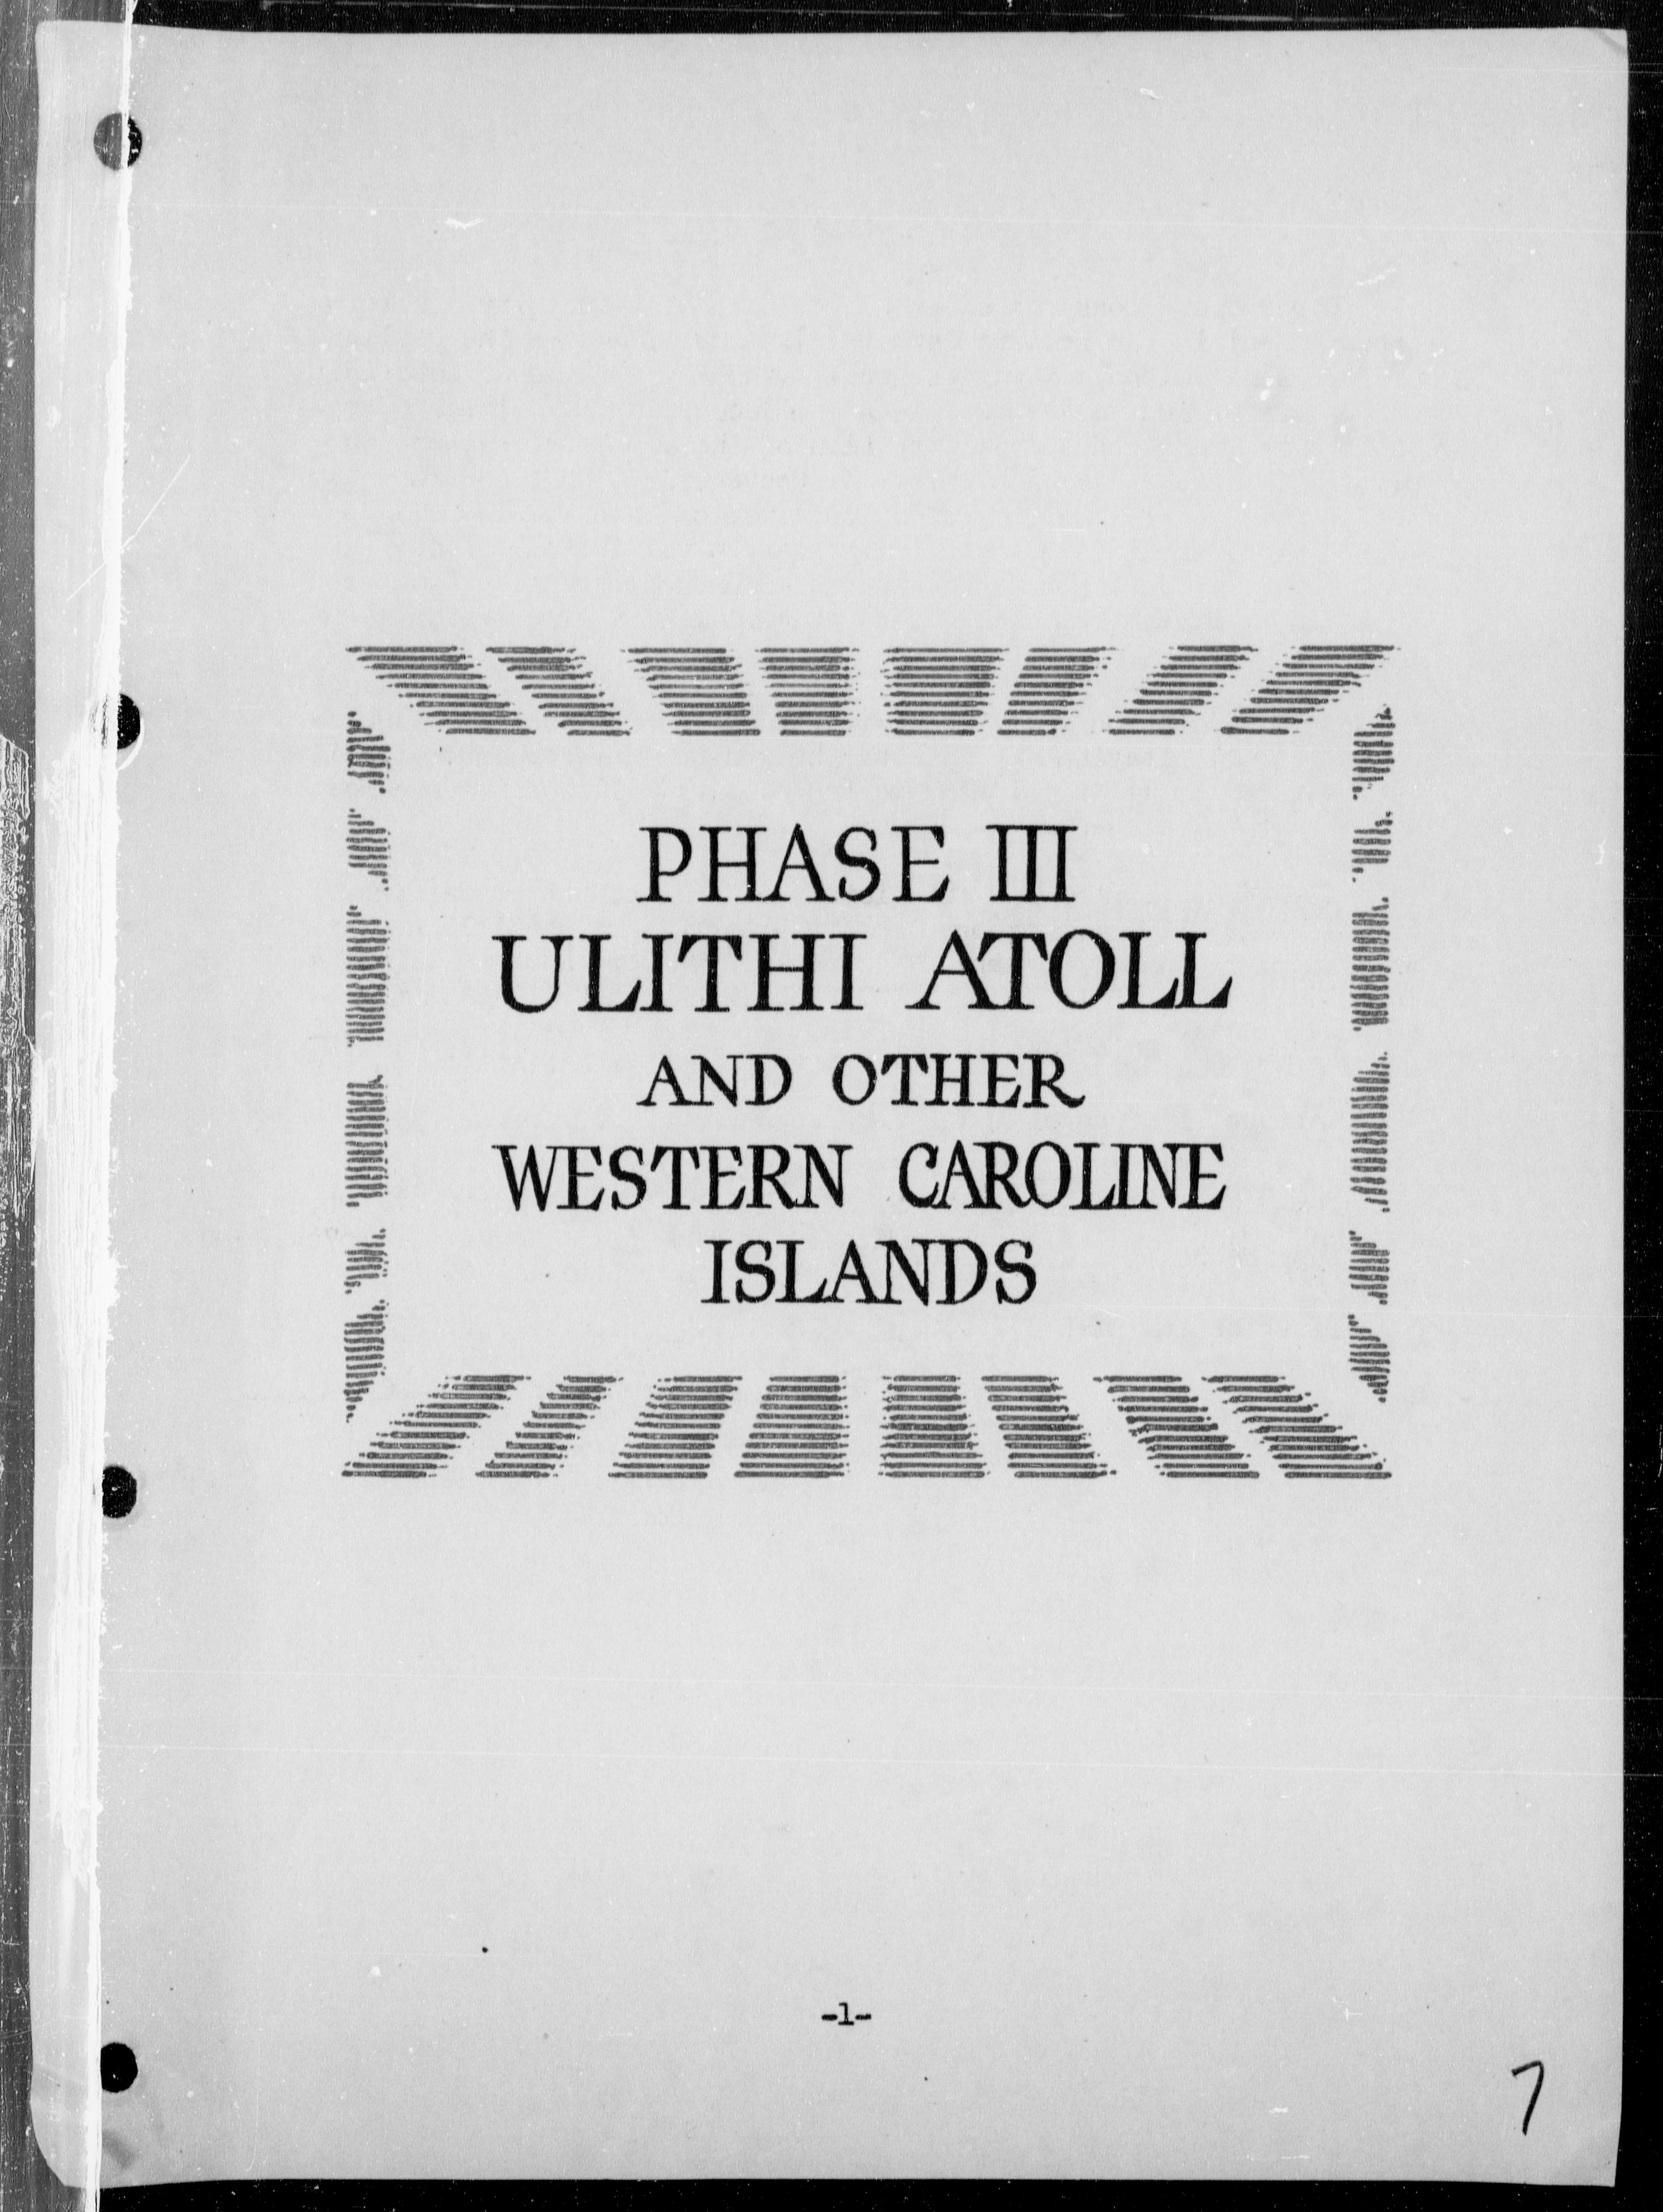 PHASE III
ULITHI ATOLL
AND OTHER
WESTERN CAROLINE
ISLANDS
-1-
7